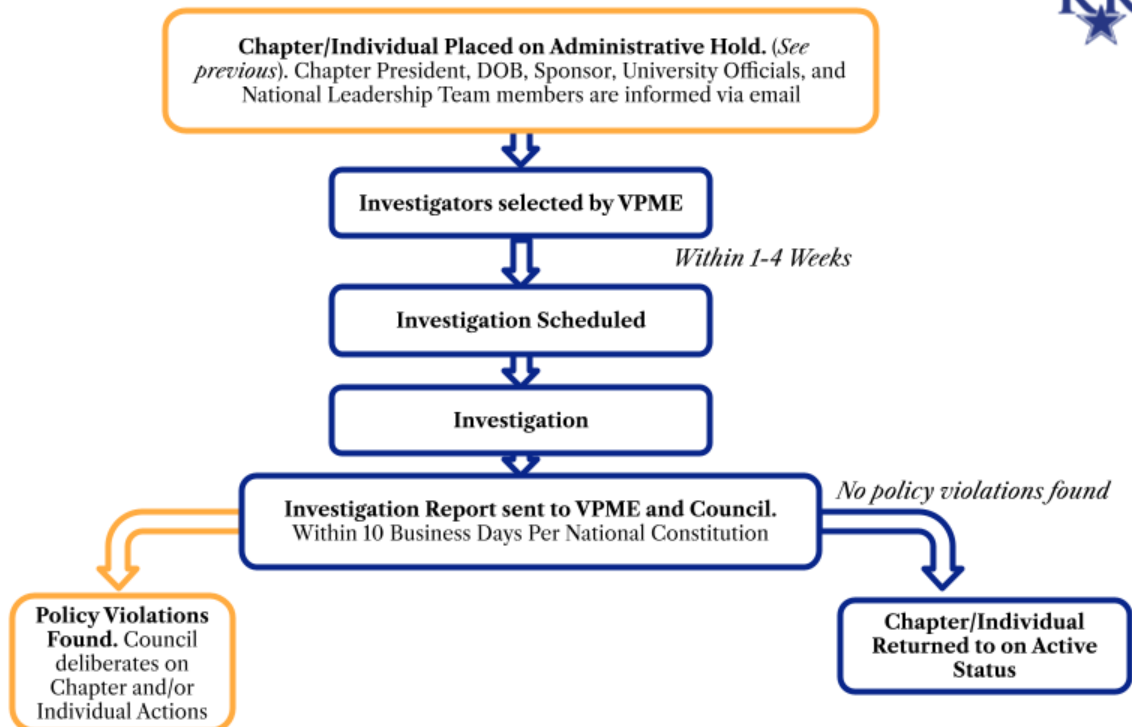 Chapter/Individual Placed on Administrative Hold. (See
previous). Chapter President, DOB, Sponsor, University Officials, and
National Leadership Team members are informed via email
Investigators selected by VPME
Within 1-4 Weeks
Investigation Scheduled
Investigation
Investigation Report sent to VPME and Council.
Within 10 Business Days Per National Constitution
No policy violations found
Policy Violations
Found. Council
deliberates on
Chapter and/or
Individual Actions
Chapter/Individual
Returned to on Active
Status